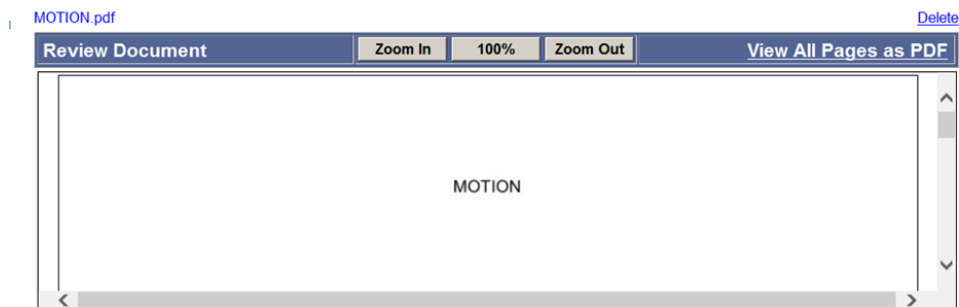 MOTION.pdf Delete
Review Document Zoom In 100% Zoom Out View All Pages as PDF
MOTION